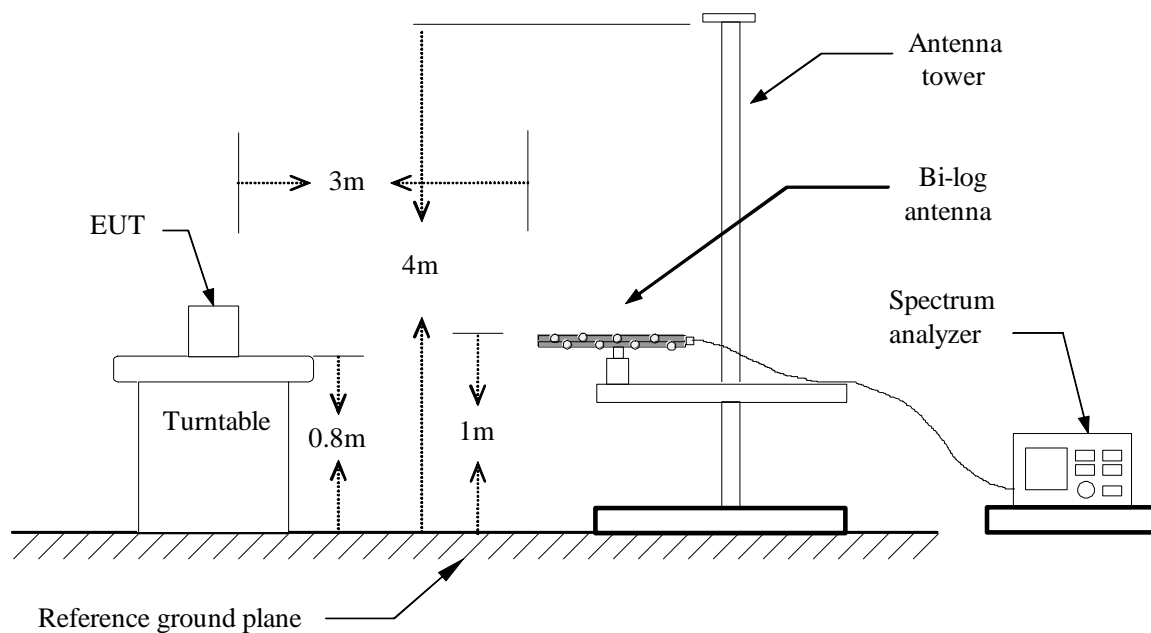 Antenna
tower
3m
Bi-log
antenna
EUT
4m
Spectrum
analyzer
Turntable
0.8m
1m
Reference ground plane